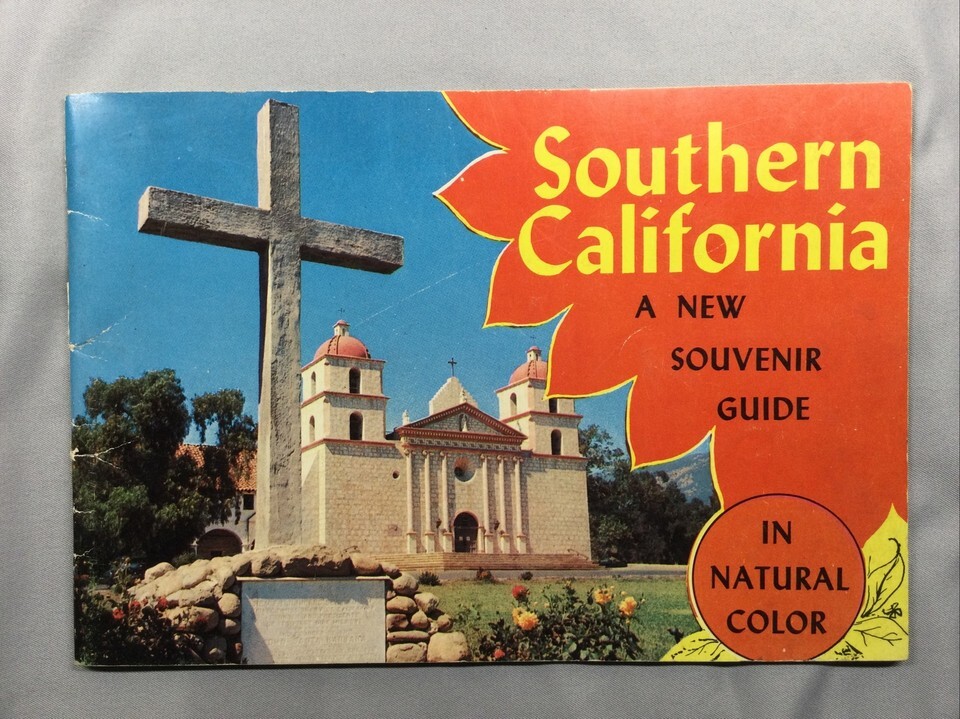 Southern
California
A NEW
SOUVENIR
GUIDE
IN
NATURAL
COLOR